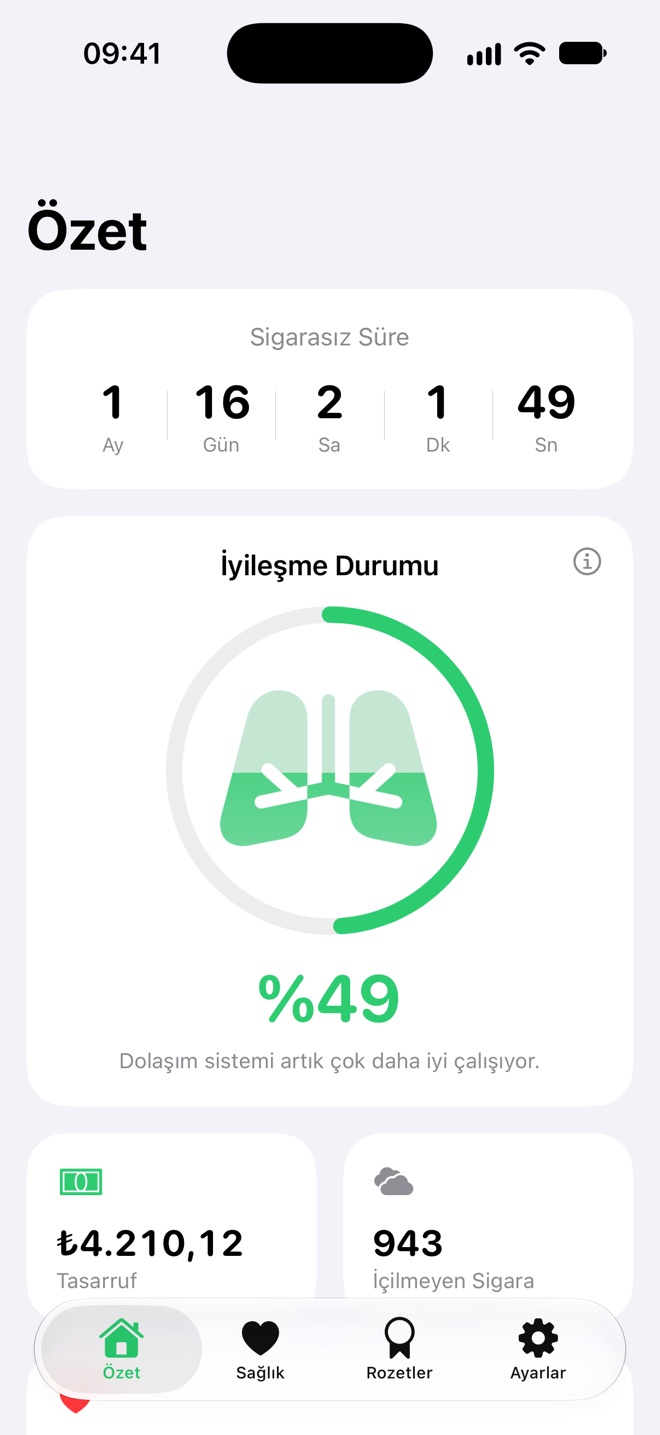 09:41
Özet
Sigarasız Süre
1 16 2 1 49
Ay Gün Sa Dk Sn
İyileşme Durumu
%49
Dolaşım sistemi artık çok daha iyi çalışıyor.
₺4.210,12 943
Tasarruf İçilmeyen Sigara
Özet Sağlık Rozetler Ayarlar